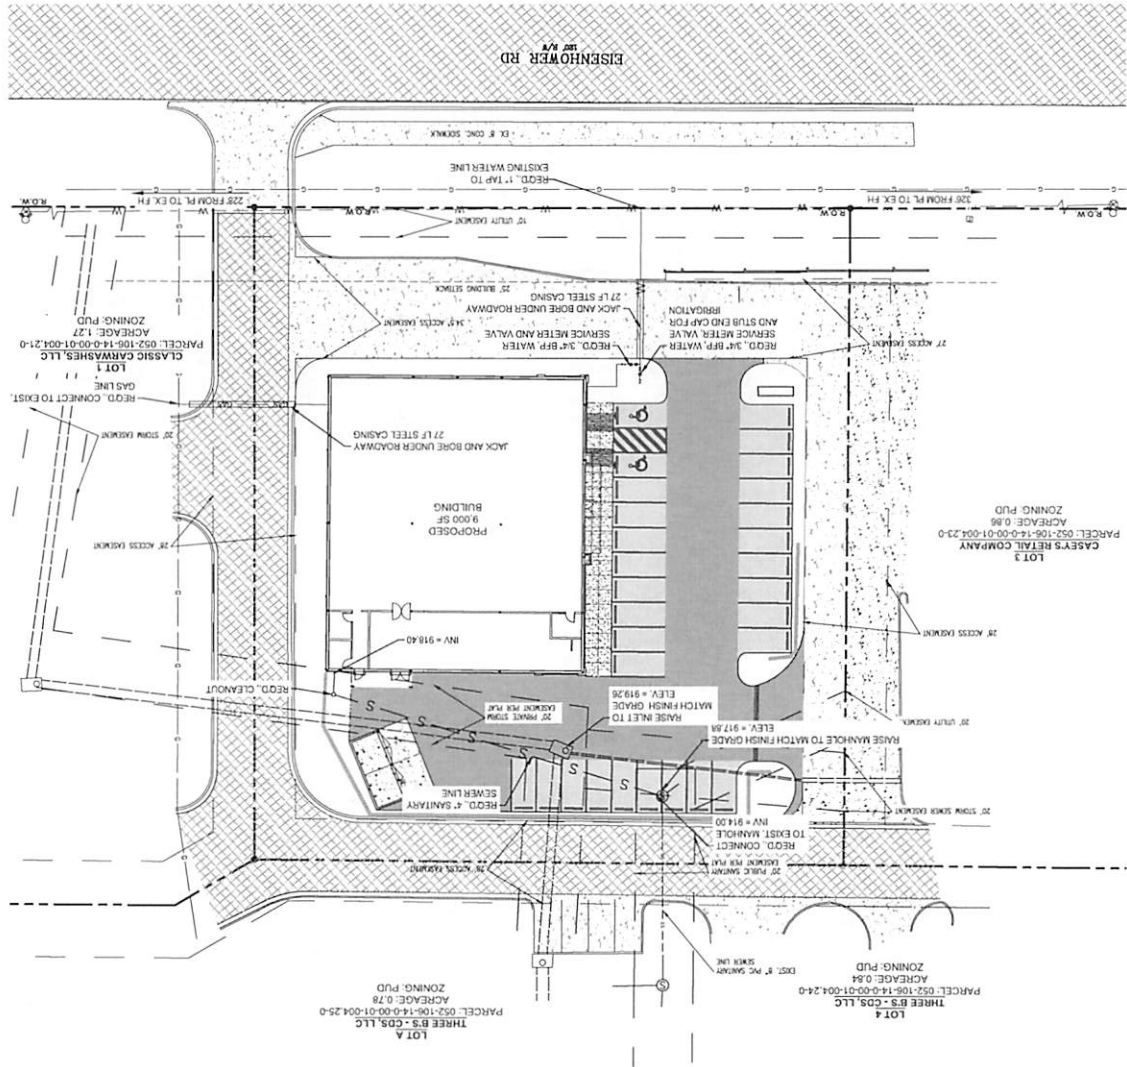 LOT 4
THREE B'S - CDS, LLC
PARCEL: 052-106-14-0-00-01-004.24-0
ACREAGE: 0.84
ZONING: PUD
LOT A
THREE B'S - CDS, LLC
PARCEL: 052-106-14-0-00-01-004.25-0
ACREAGE: 0.78
ZONING: PUD
S
EXIST. 8" PVC SANITARY
SEWER LINE
20' PUBLIC SANITARY
EASEMENT PER PLAT
28' ACCESS EASEMENT
REQ'D., CONNECT
TO EXIST. MANHOLE
INV = 914.00
20' STORM SEWER EASEMENT
REQ'D., 4" SANITARY
SEWER LINE
S
S
S
S
S
RAISE MANHOLE TO MATCH FINISH GRADE
ELEV. = 917.88
RAISE INLET TO
MATCH FINISH GRADE
ELEV. = 919.26
20' PRIVATE STORM
EASEMENT PER PLAT
20' UTILITY EASEMENT
REQ'D., CLEANOUT
INV = 918.40
28' ACCESS EASEMENT
LOT 3
CASEY'S RETAIL COMPANY
PARCEL: 052-106-14-0-00-01-004.23-0
ACREAGE: 0.86
ZONING: PUD
PROPOSED
9,000 SF
BUILDING
28' ACCESS EASEMENT
JACK AND BORE UNDER ROADWAY
27 LF STEEL CASING
20' STORM EASEMENT
REQ'D., CONNECT TO EXIST.
GAS LINE
GAS
GAS
LOT 1
CLASSIC CARWASHES, LLC
PARCEL: 052-106-14-0-00-01-004.21-0
ACREAGE: 1.27
ZONING: PUD
27' ACCESS EASEMENT
REQ'D., 3/4" BFP, WATER
SERVICE METER VALVE
AND STUB END CAP FOR
IRRIGATION
REQ'D., 3/4" BFP, WATER
SERVICE METER AND VALVE
JACK AND BORE UNDER ROADWAY
27 LF STEEL CASING
34.5' ACCESS EASEMENT
25' BUILDING SETBACK
10' UTILITY EASEMENT
R.O.W.
R.O.W
W
W
W
R.O.W
W
W
W
R.O.W.
326' FROM PL TO EX. FH
228' FROM PL TO EX. FH
REQ'D., 1" TAP TO
EXISTING WATER LINE
EX. 8' CONC. SIDEWALK
EISENHOWER RD
120' R/W